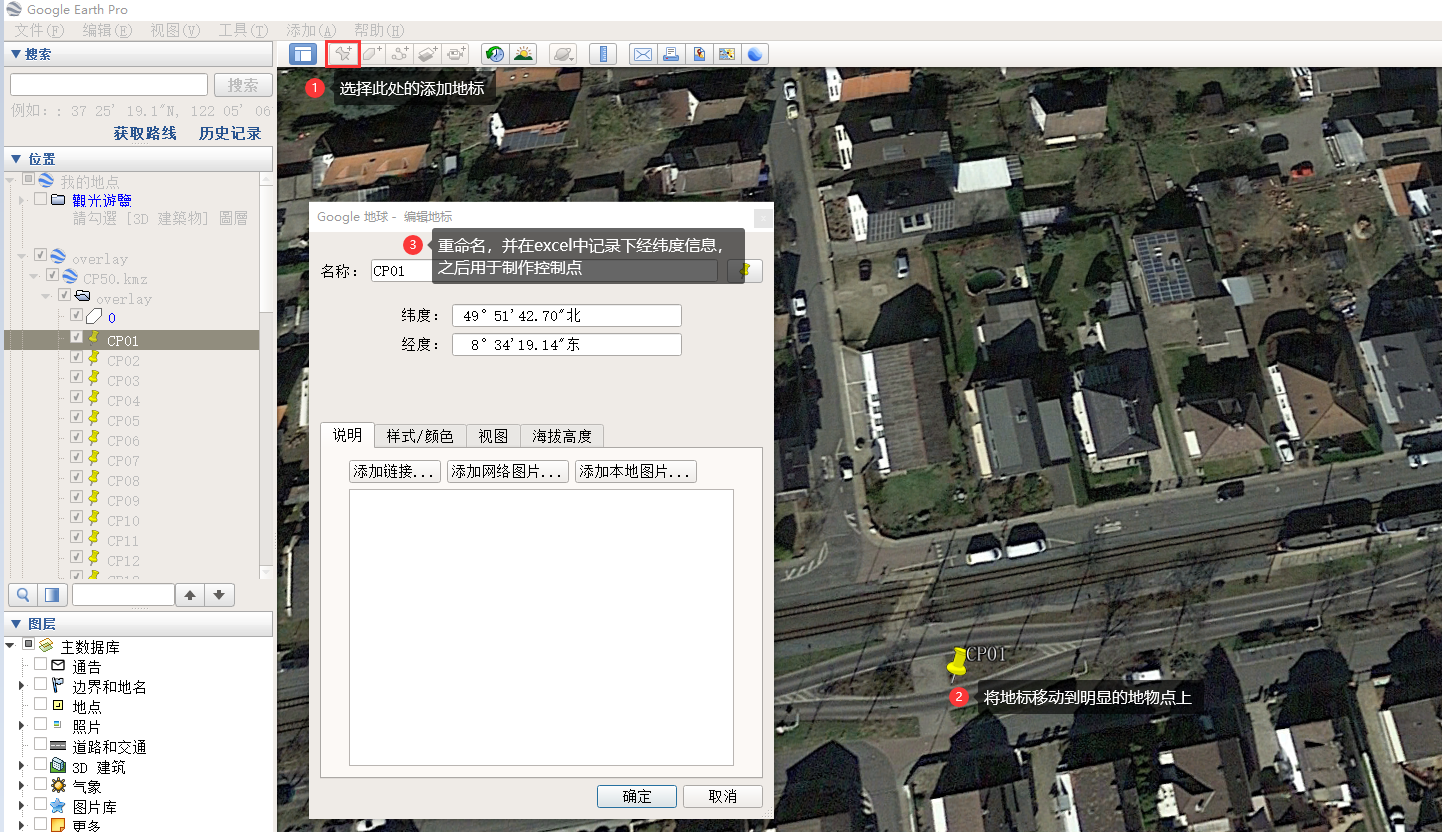 Google Earth Pro
文件(F) 编辑(E) 视图(V) 工具(T) 添加(A) 帮助(H)
搜索
搜索
例如：: 37 25' 19.1"N, 122 05' 06
获取路线 历史记录
位置
我的地点
觀光游覽
請勾選 [3D 建築物] 圖層
overlay
CP50.kmz
overlay
0
CP01
CP02
CP03
CP04
CP05
CP06
CP07
CP08
CP09
CP10
CP11
CP12
图层
主数据库
通告
边界和地名
地点
照片
道路和交通
3D 建筑
气象
图片库
更多
1 选择此处的添加地标
Google 地球 - 编辑地标
x
3 重命名，并在excel中记录下经纬度信息，
之后用于制作控制点
名称： CP01
纬度： 49° 51'42.70"北
经度： 8° 34'19.14"东
说明 样式/颜色 视图 海拔高度
添加链接... 添加网络图片... 添加本地图片...
确定 取消
CP01
2 将地标移动到明显的地物点上